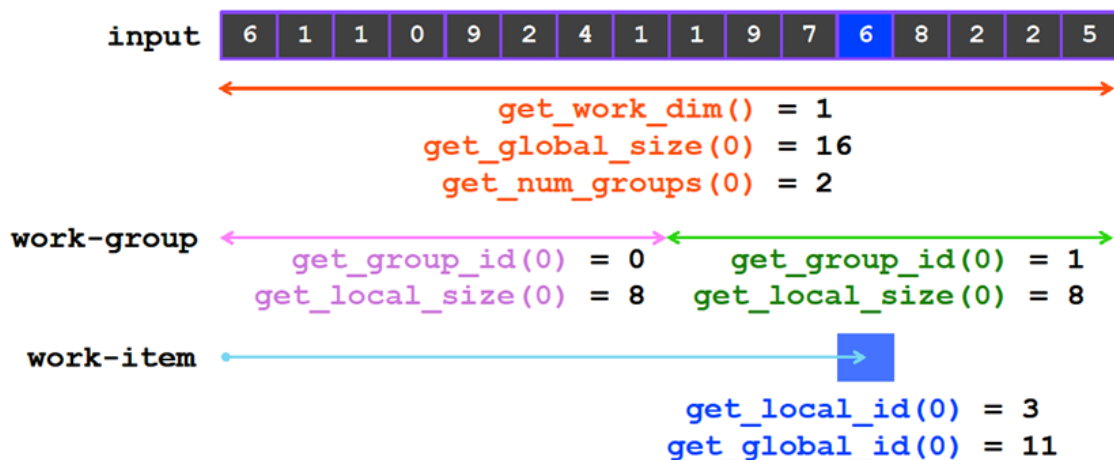 input 6 1 1 0 9 2 4 1 1 9 7 6 8 2 2 5
get_work_dim() = 1
get_global_size(0) = 16
get_num_groups(0) = 2
work-group
get_group_id(0) = 0 get_group_id(0) = 1
get_local_size(0) = 8 get_local_size(0) = 8
work-item
get_local_id(0) = 3
get_global_id(0) = 11